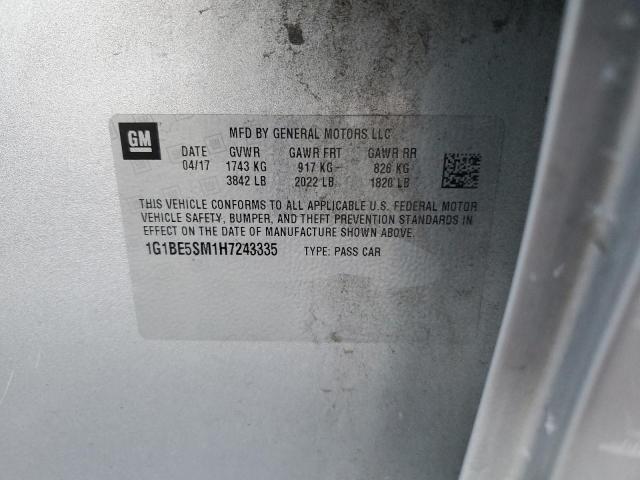 GM
MFD BY GENERAL MOTORS LLC
DATE GVWR GAWR FRT GAWR RR
04/17 1743 KG 917 KG 826 KG
3842 LB 2022 LB 1820 LB
THIS VEHICLE CONFORMS TO ALL APPLICABLE U.S. FEDERAL MOTOR
VEHICLE SAFETY, BUMPER, AND THEFT PREVENTION STANDARDS IN
EFFECT ON THE DATE OF MANUFACTURE SHOWN ABOVE.
1G1BE5SM1H7243335 TYPE: PASS CAR